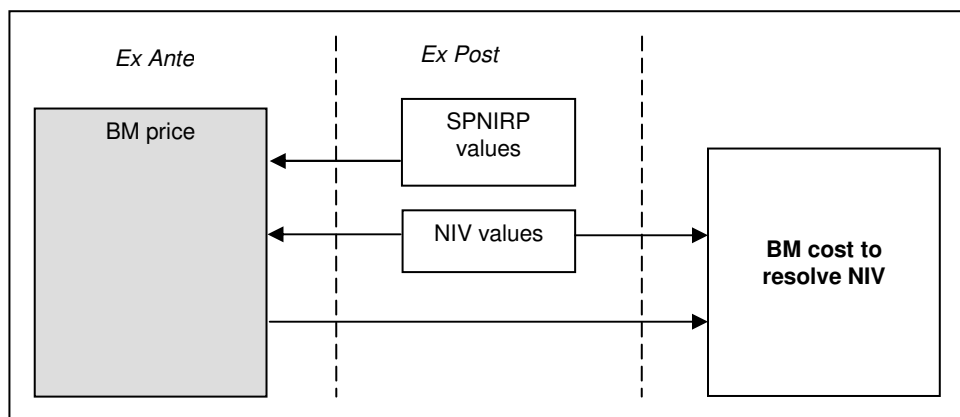 Ex Ante
Ex Post
BM price
SPNIRP
values
NIV values
BM cost to
resolve NIV